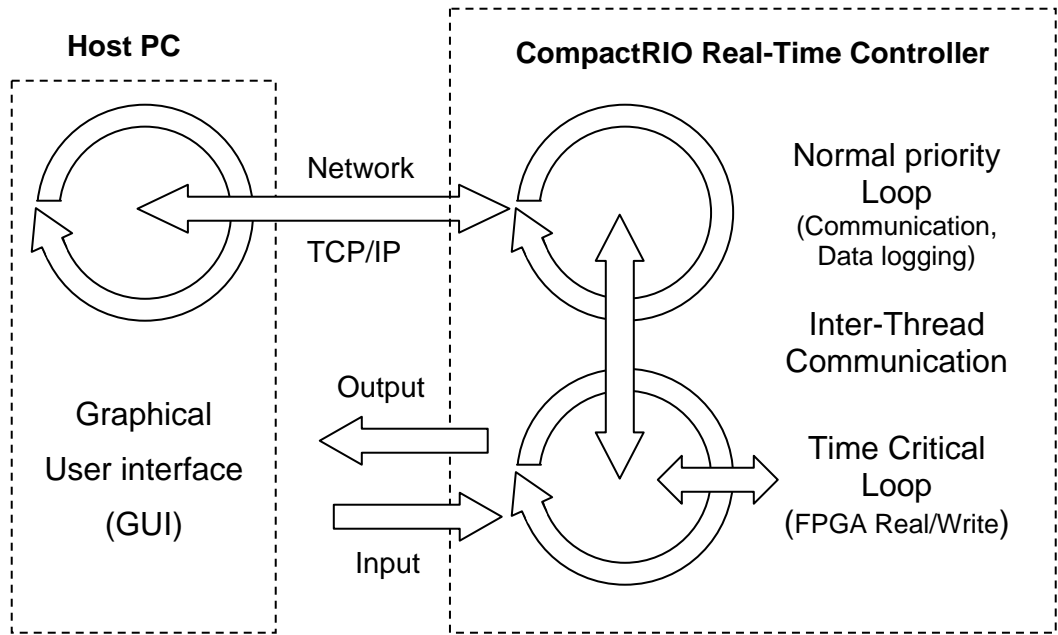 Host PC
CompactRIO Real-Time Controller
Network
TCP/IP
Normal priority
Loop
(Communication,
Data logging)
Inter-Thread
Communication
Graphical
User interface
(GUI)
Output
Input
Time Critical
Loop
(FPGA Real/Write)